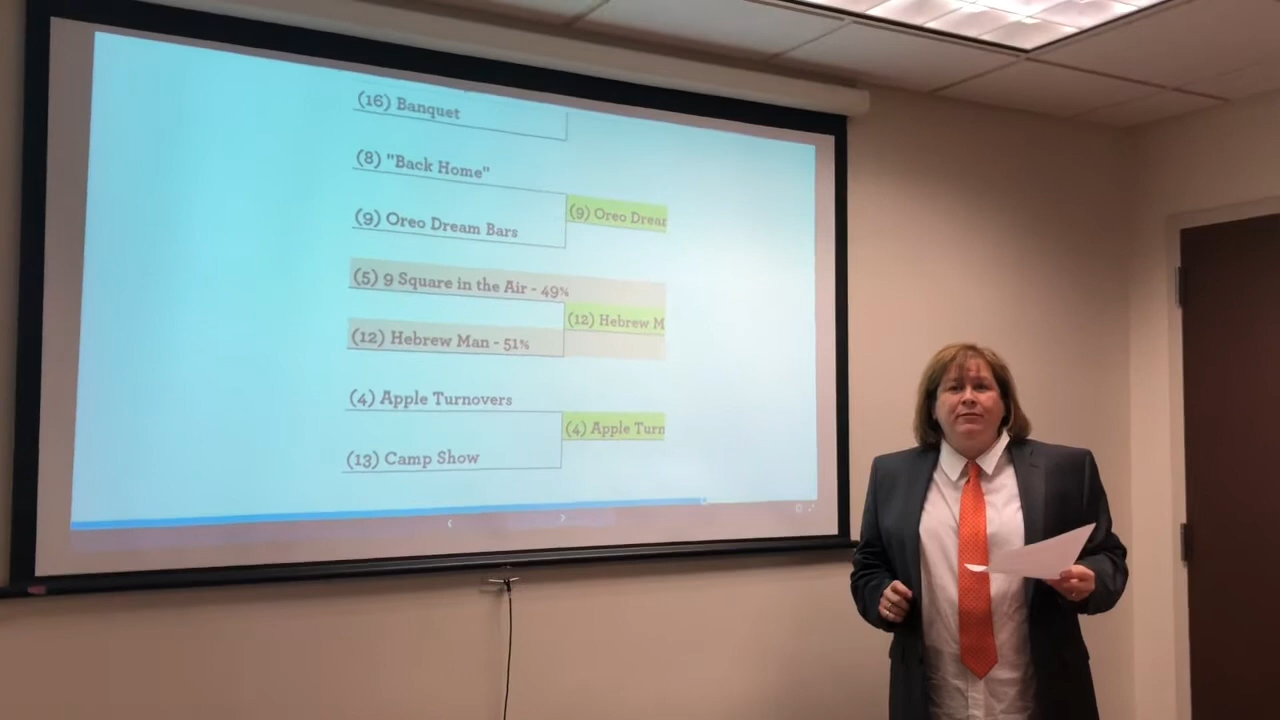 (16) Banquet
(8) "Back Home"
(9) Oreo Drear
(9) Oreo Dream Bars
(5) 9 Square in the Air - 49%
(12) Hebrew M
(12) Hebrew Man - 51%
(4) Apple Turnovers
(4) Apple Turn
(13) Camp Show